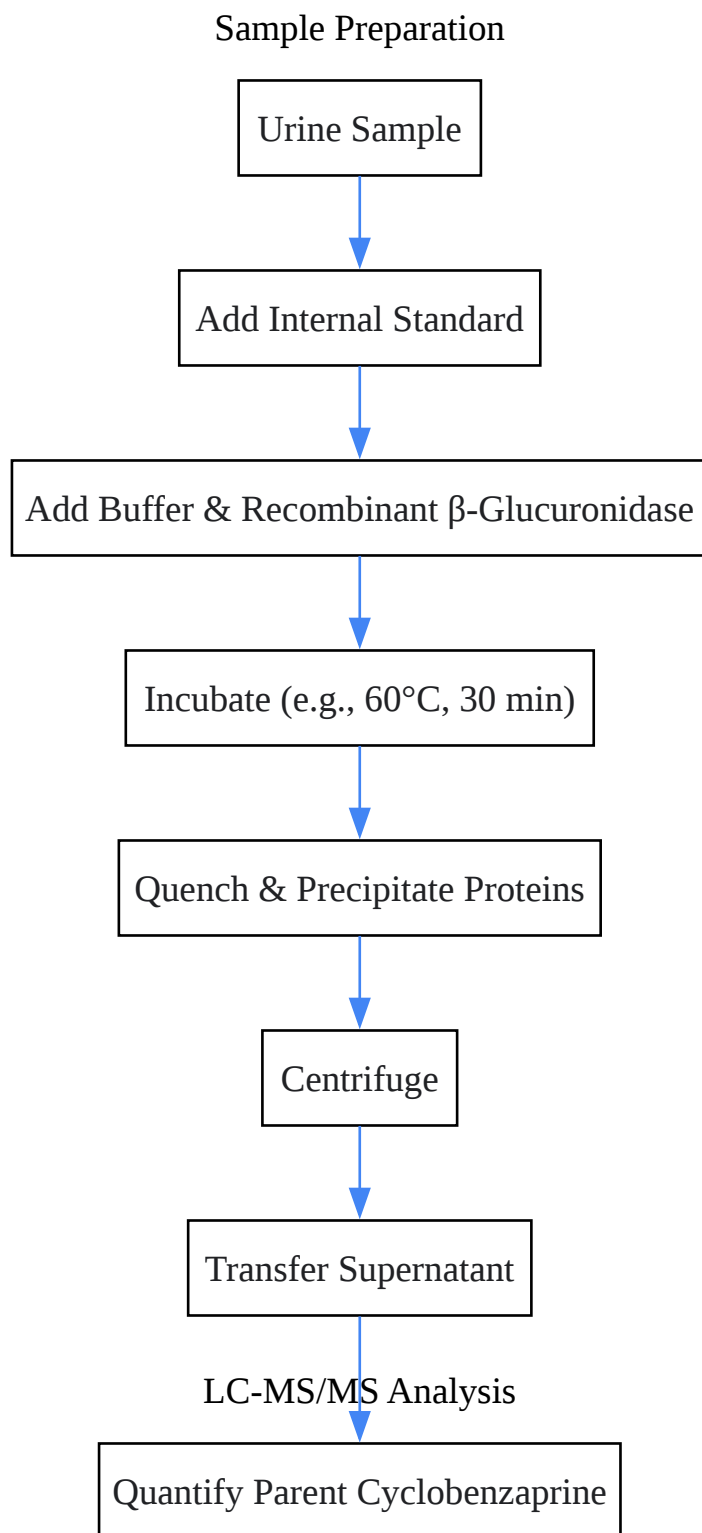 Sample Preparation
Urine Sample
Add Internal Standard
Add Buffer & Recombinant β-Glucuronidase
Incubate (e.g., 60°C, 30 min)
Quench & Precipitate Proteins
Centrifuge
Transfer Supernatant
LC-MS/MS Analysis
Quantify Parent Cyclobenzaprine